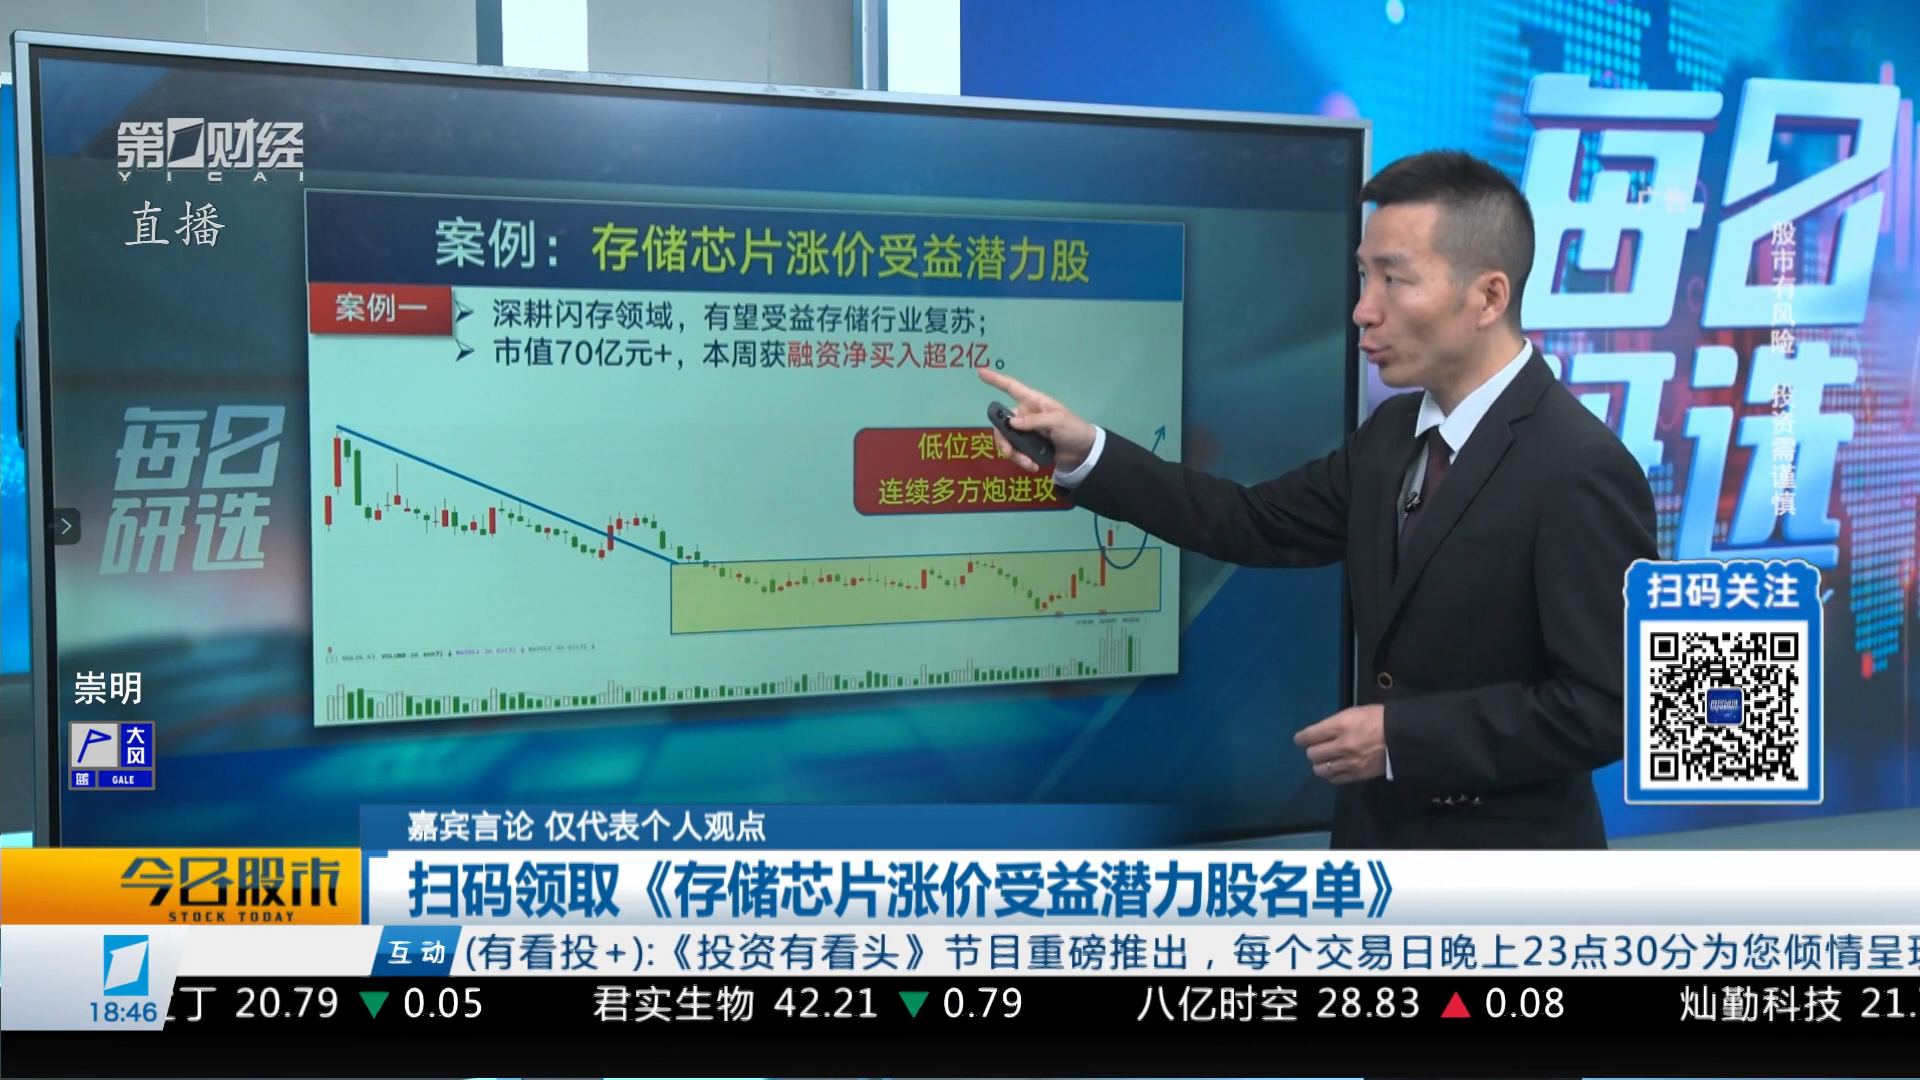 第一财经
YICAI
直播
每日
研选
案例：存储芯片涨价受益潜力股
案例一
深耕闪存领域，有望受益存储行业复苏；
市值70亿元+，本周获融资净买入超2亿。
低位突
连续多方炮进攻
每日
研选
广告
股市有风险 投资需谨慎
扫码关注
崇明
大风
蓝 GALE
嘉宾言论 仅代表个人观点
今日股市
STOCK TODAY
扫码领取《存储芯片涨价受益潜力股名单》
互动
(有看投+):《投资有看头》节目重磅推出，每个交易日晚上23点30分为您倾情呈现
18:46
丁 20.79 ▼ 0.05 君实生物 42.21 ▼ 0.79 八亿时空 28.83 ▲ 0.08 灿勤科技 21.